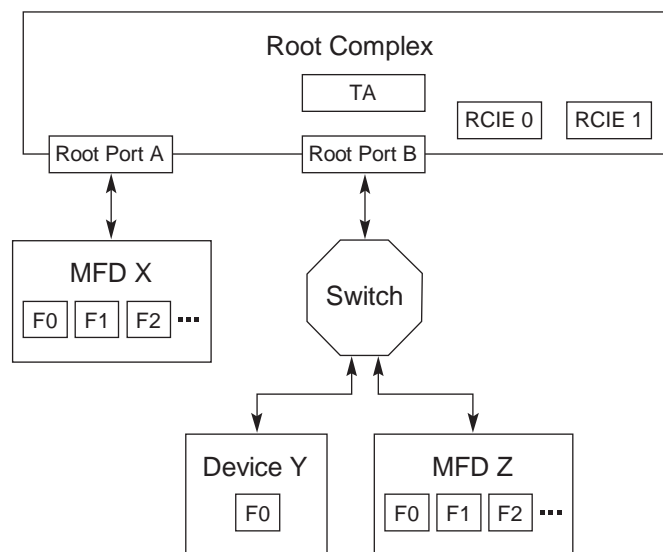 Root Complex
TA
RCIE 0 RCIE 1
Root Port A Root Port B
MFD X
F0 F1 F2 ...
Switch
Device Y MFD Z
F0 F0 F1 F2 ...